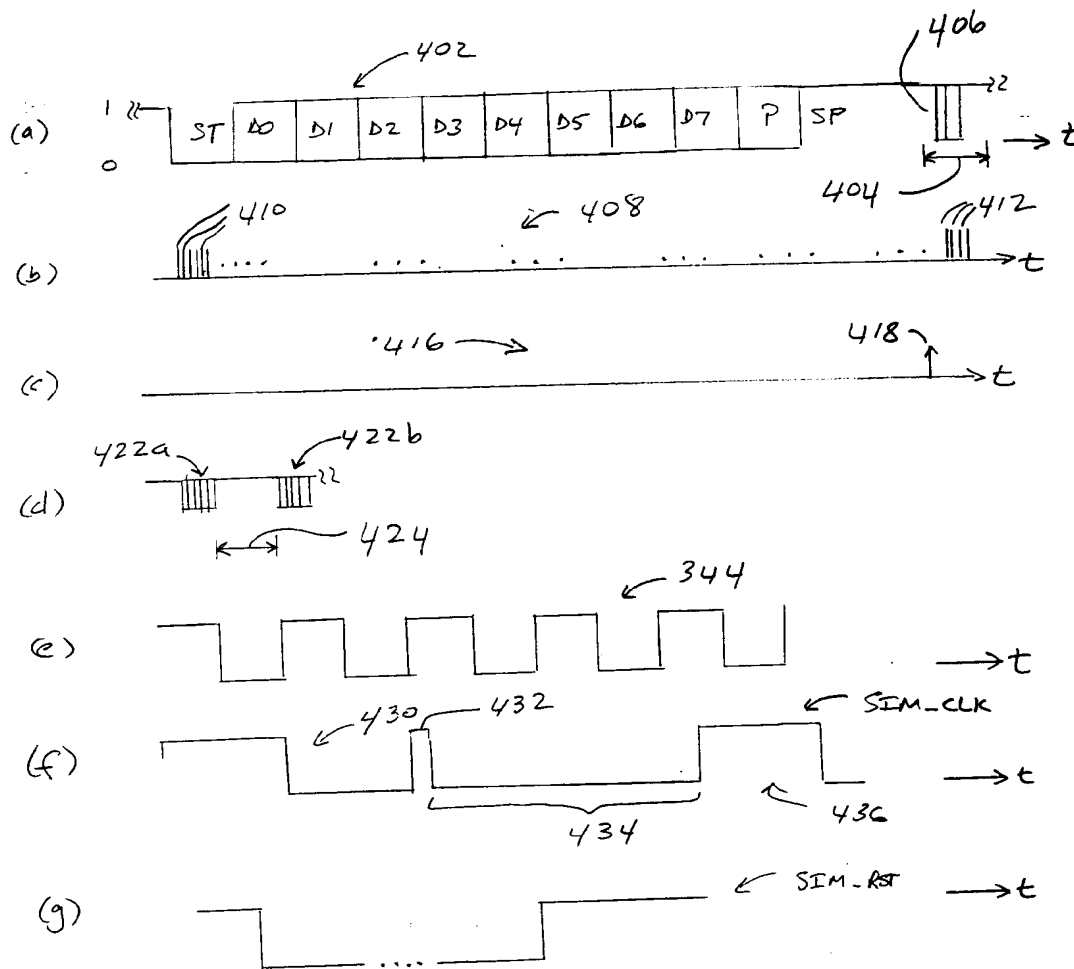 402
406
1
(a)
ST D0 D1 D2 D3 D4 D5 D6 D7 P SP
0
t
404
410
408
412
(b)
.... ... ... ... ... ...
t
416
418
(c)
t
422a
422b
(d)
424
344
(e)
t
430
432
SIM_CLK
(f)
t
434
436
SIM_RST
t
(g)
....